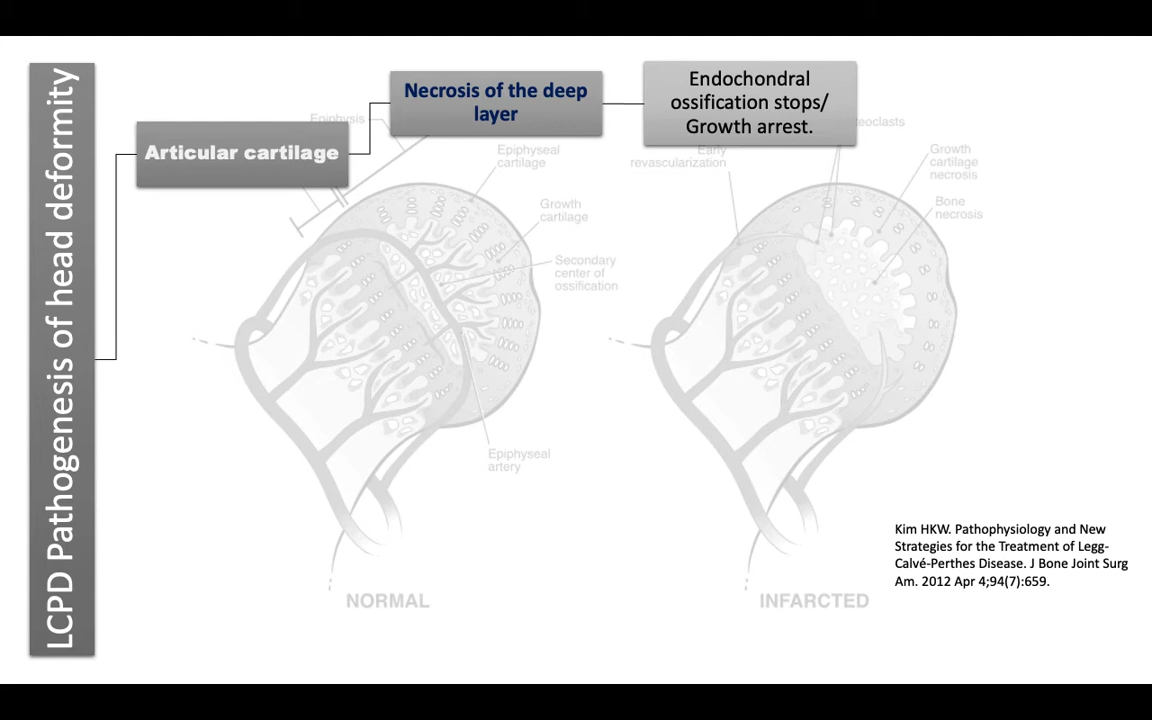 LCPD Pathogenesis of head deformity
Articular cartilage
Necrosis of the deep
layer
Endochondral
ossification stops/
Growth arrest.
Epiphysis
Epiphyseal
cartilage
Growth
cartilage
Secondary
center of
ossification
Epiphyseal
artery
NORMAL
Early
revascularization
Growth
cartilage
necrosis
Bone
necrosis
INFARCTED
Kim HKW. Pathophysiology and New
Strategies for the Treatment of Legg-
Calvé-Perthes Disease. J Bone Joint Surg
Am. 2012 Apr 4;94(7):659.